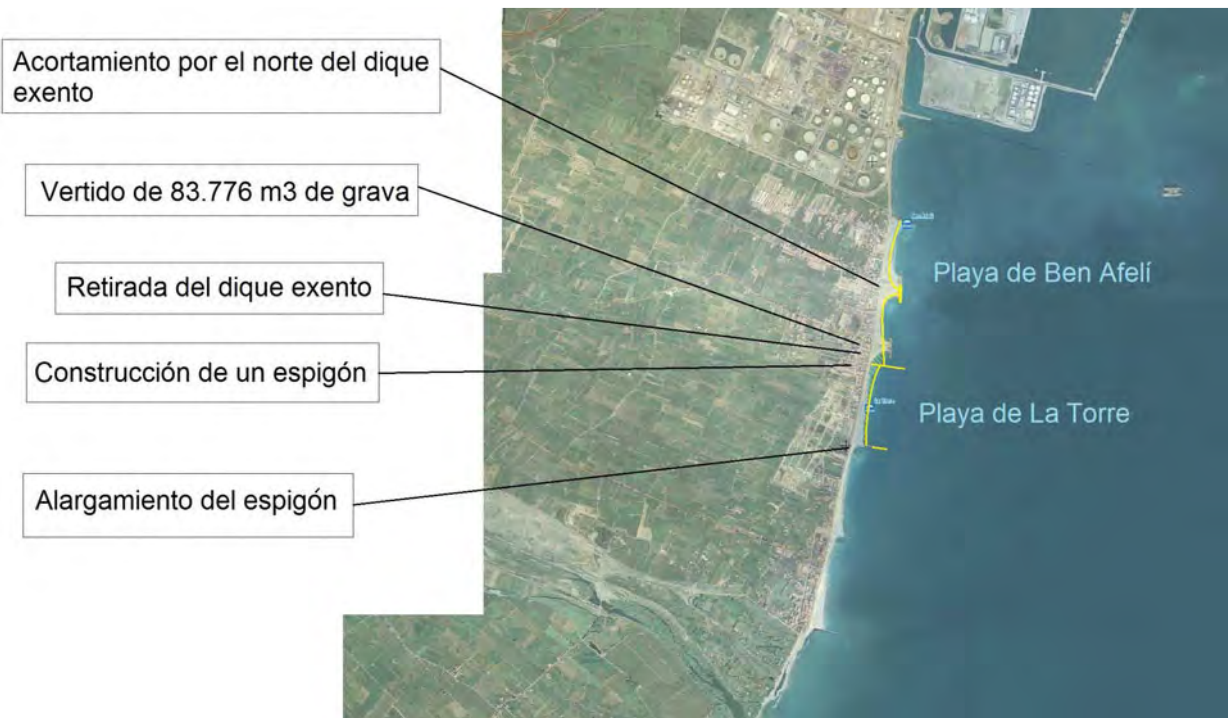 Acortamiento por el norte del dique
exento
Vertido de 83.776 m3 de grava
Retirada del dique exento
Construcción de un espigón
Alargamiento del espigón
Playa de Ben Afelí
Playa de La Torre